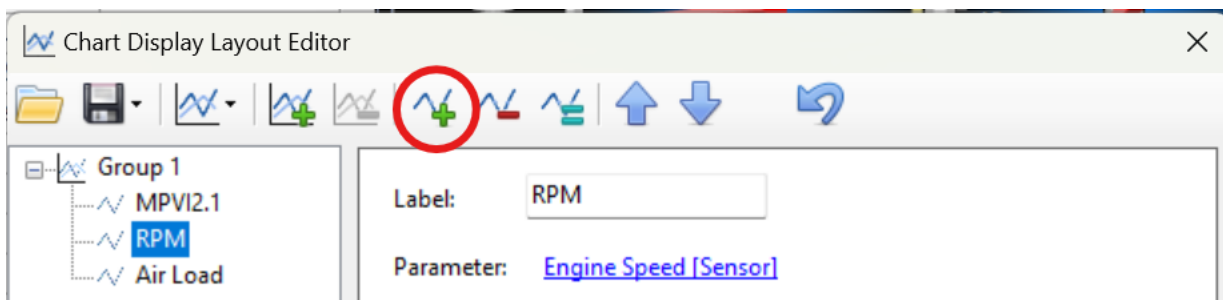 Chart Display Layout Editor
Group 1
MPVI2.1
RPM
Air Load
Label: RPM
Parameter: Engine Speed [Sensor]